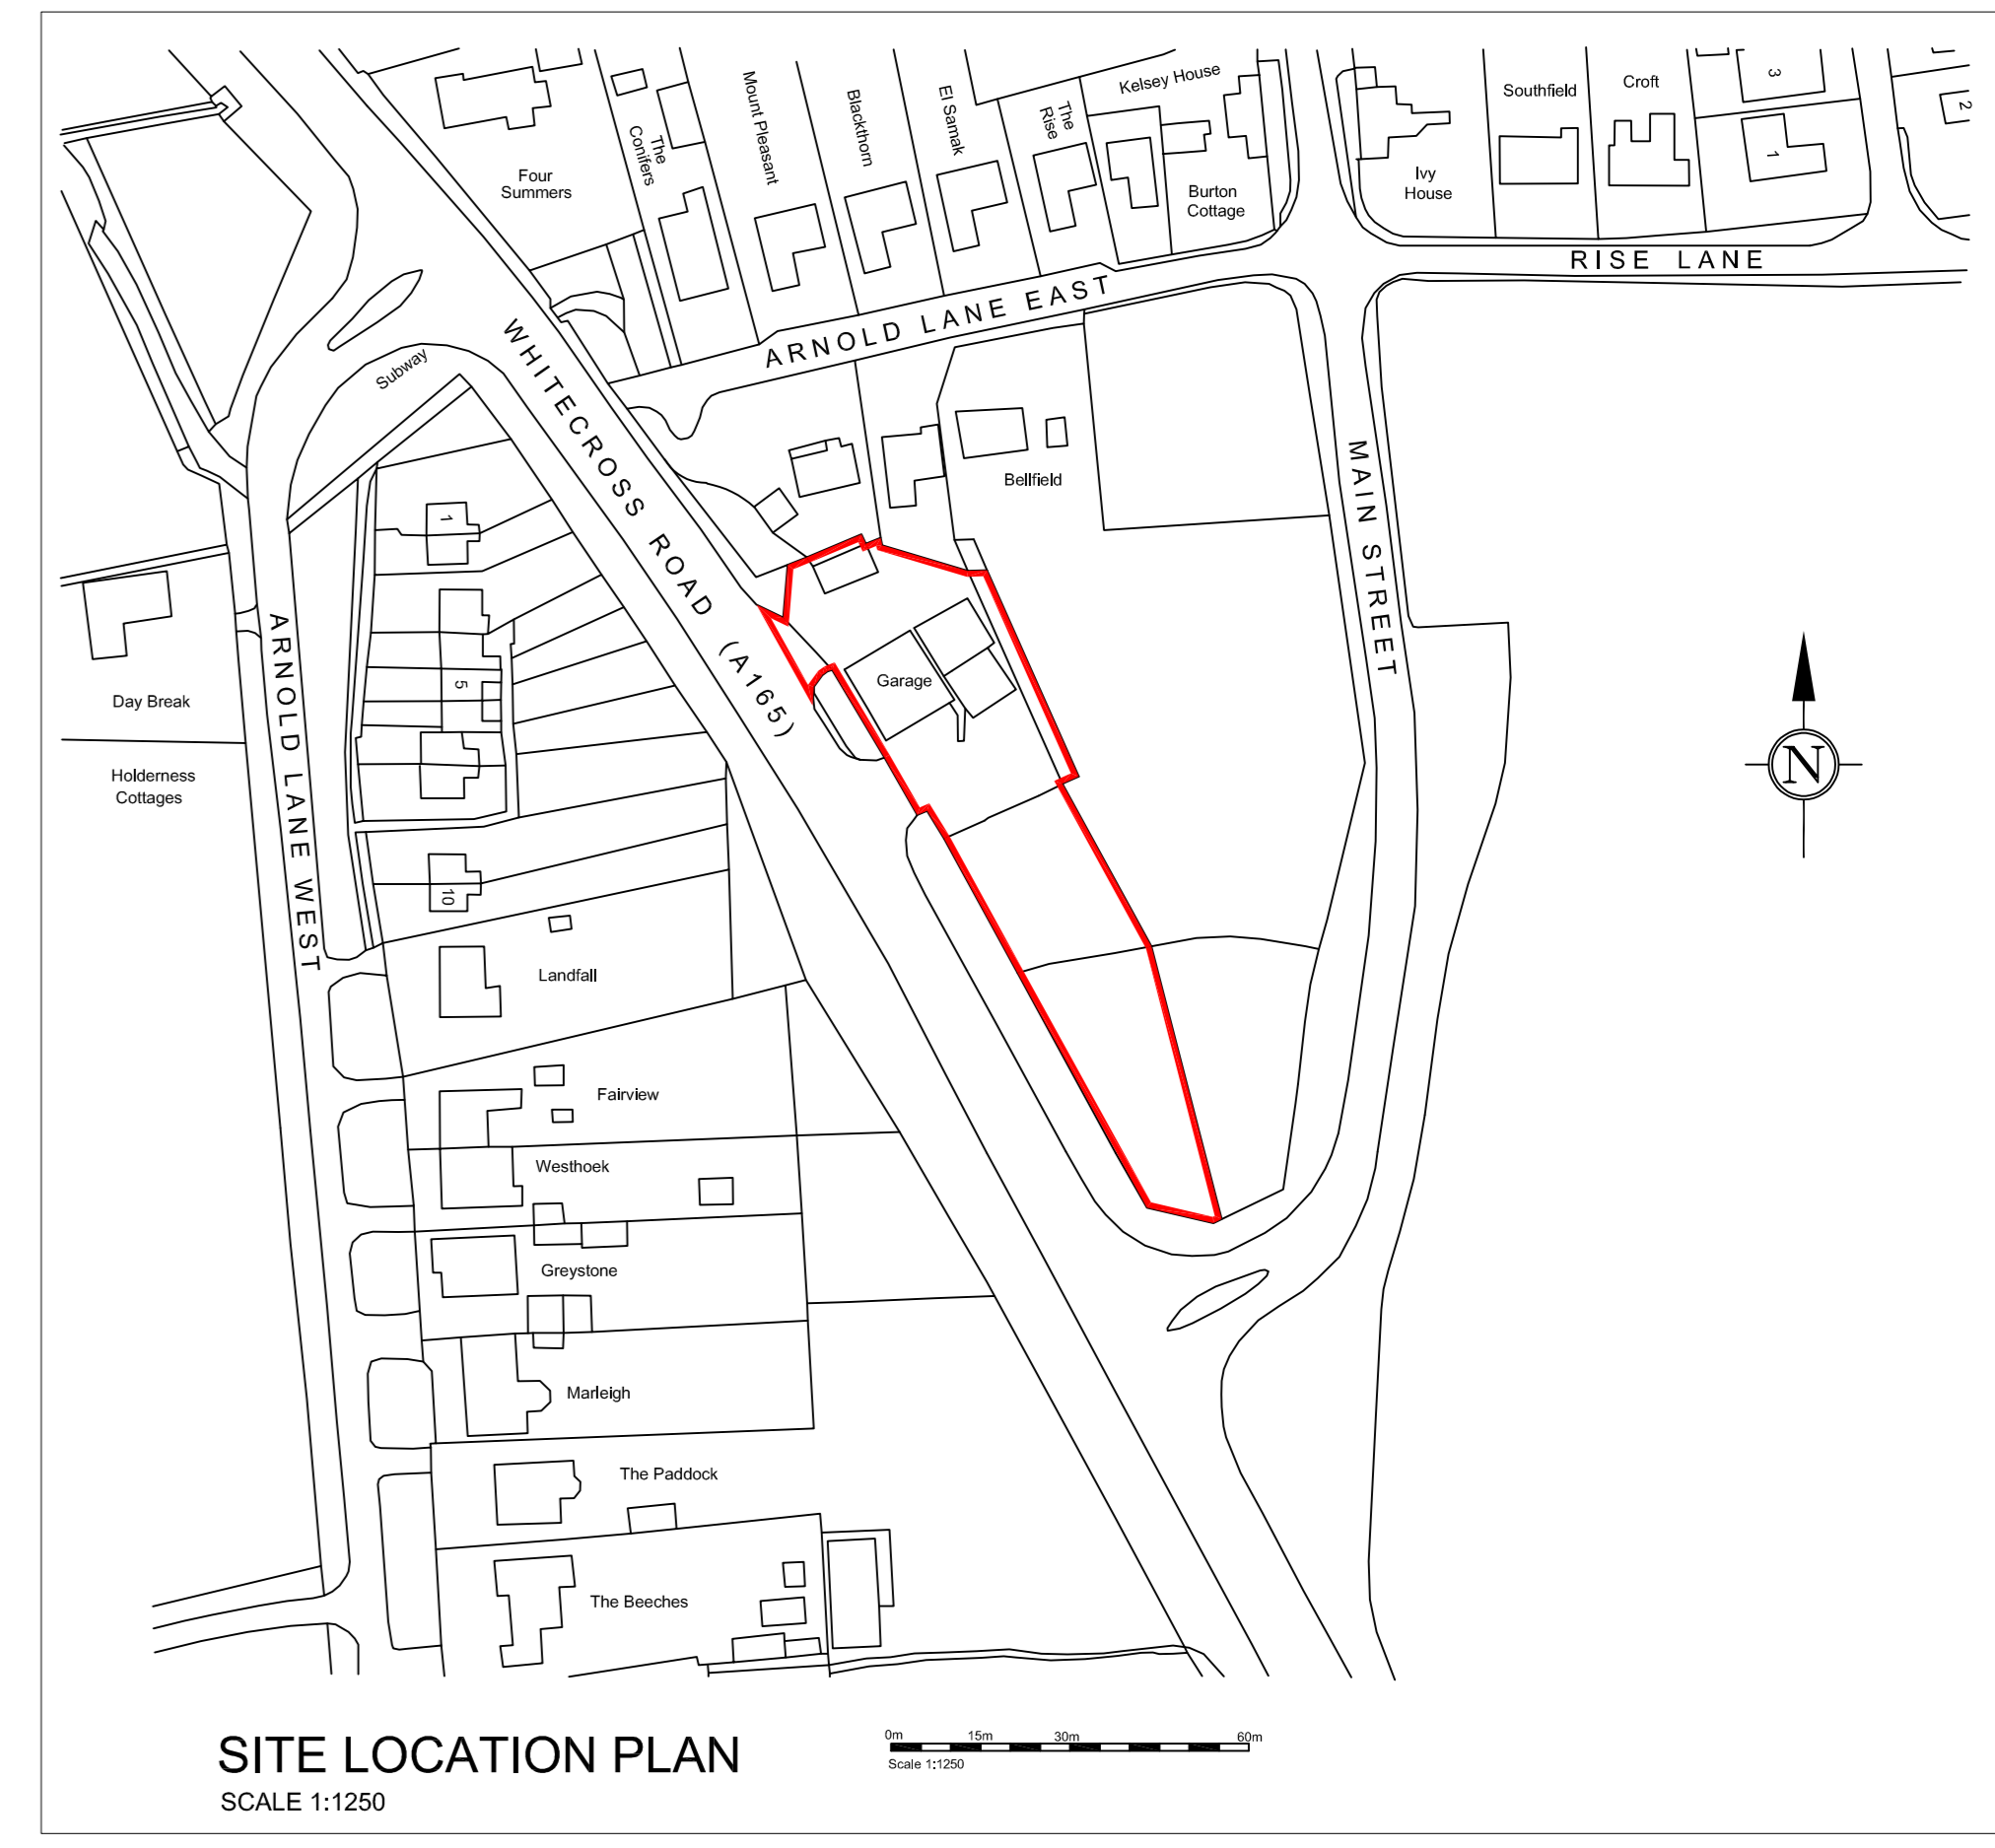 Kelsey House
Mount Pleasant
Blackthorn
El Samak
The
Rise
The
Conifers
Four
Summers
Burton
Cottage
Ivy
House
Southfield
Croft
3
1
2
RISE LANE
ARNOLD LANE EAST
WHITECROSS ROAD (A165)
Subway
MAIN STREET
Bellfield
Garage
1
5
10
ARNOLD LANE WEST
Day Break
Holderness
Cottages
N
Landfall
Fairview
Westhoek
Greystone
Marleigh
The Paddock
The Beeches
SITE LOCATION PLAN
SCALE 1:1250
0m 15m 30m 60m
Scale 1:1250